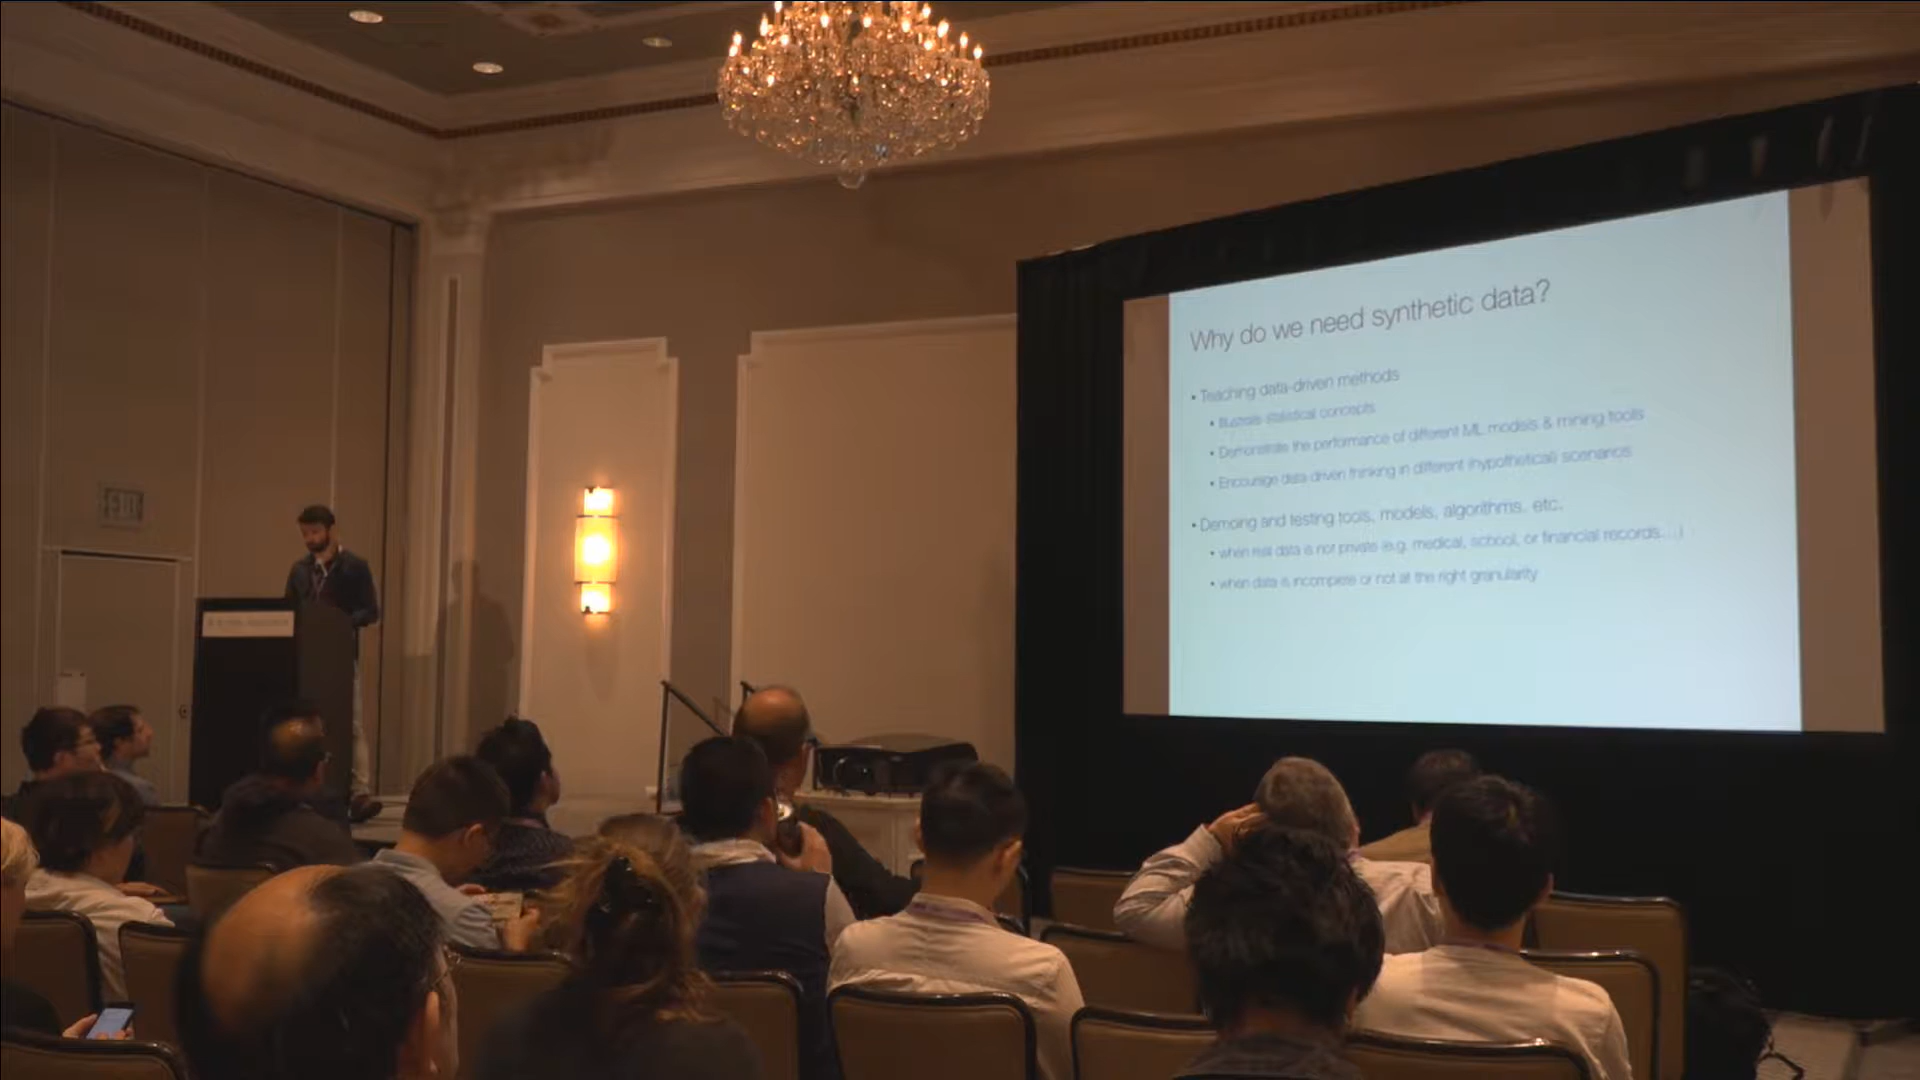 EXIT
Why do we need synthetic data?
• Teaching data-driven methods
• Illustrate statistical concepts
• Demonstrate the performance of different ML models & mining tools
• Encourage data driven thinking in different (hypothetical) scenarios
• Demoing and testing tools, models, algorithms, etc.
• when real data is not private (e.g. medical, school, or financial records…)
• when data is incomplete or not at the right granularity